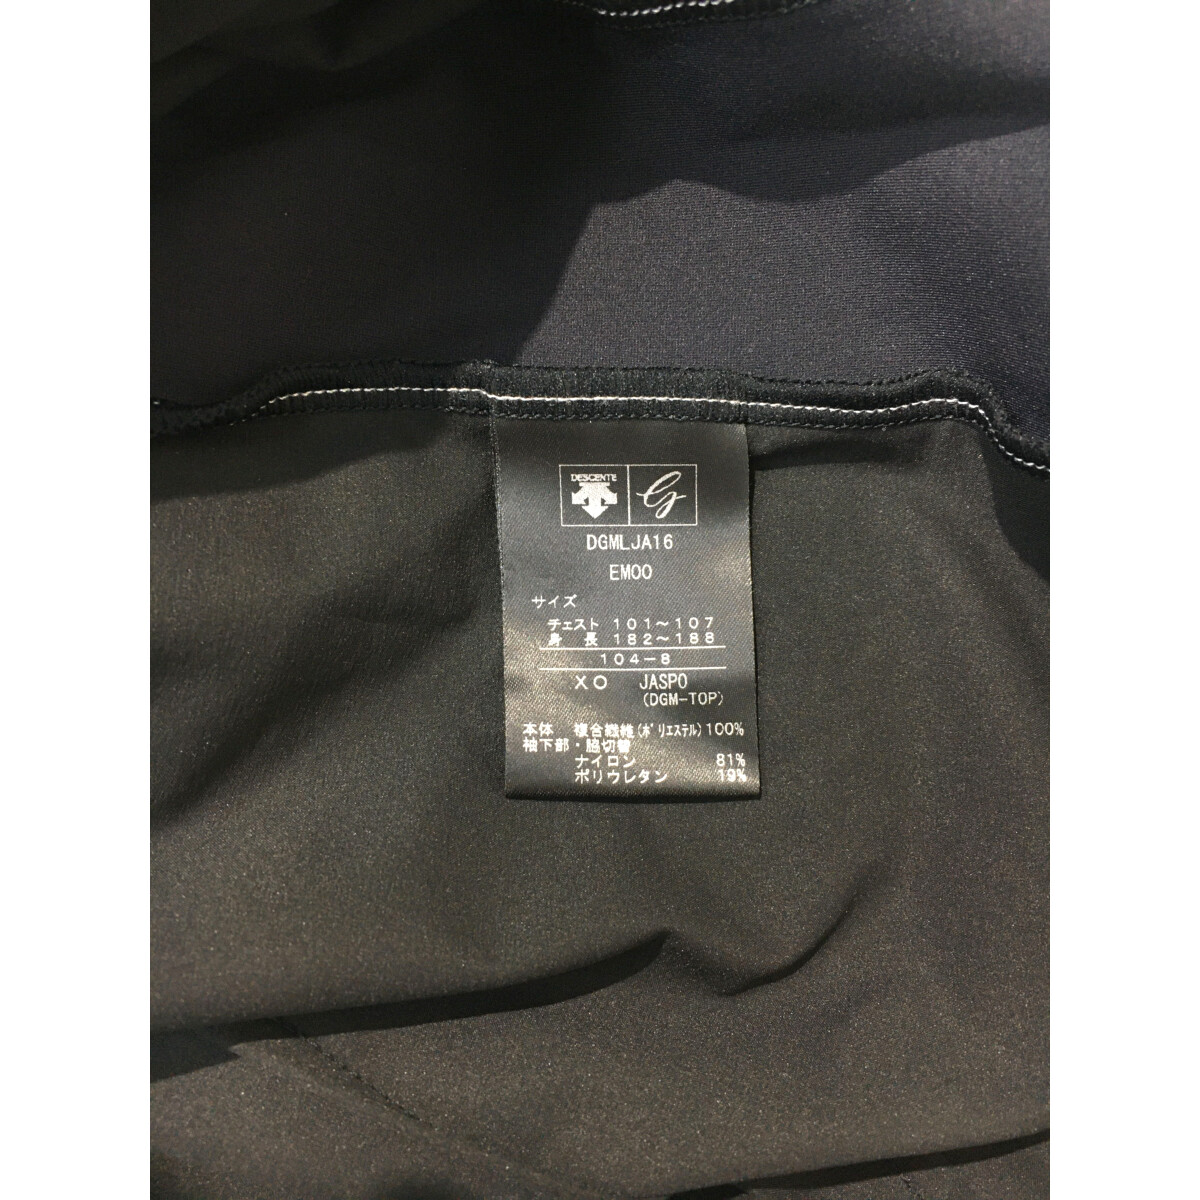 DESCENTE G
DGMLJA16
EM00
サイズ
チェスト 101～107
身長 182～188
104-8
XO JASPO
(DGM-TOP)
本体 複合繊維(ポリエステル)100%
袖下部・脇切替
ナイロン 81%
ポリウレタン 19%